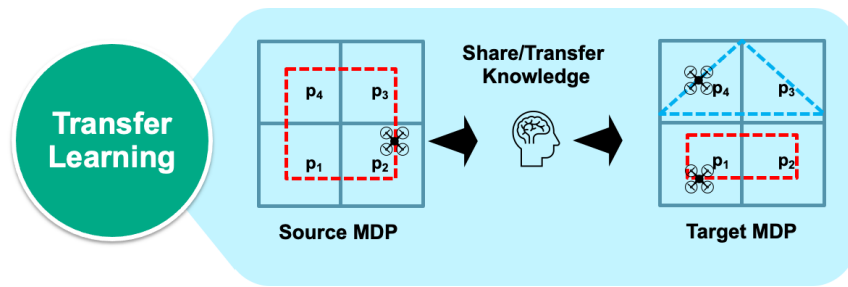 Transfer
Learning
p4
p3
p1
p2
Source MDP
Share/Transfer
Knowledge
p4
p3
p1
p2
Target MDP